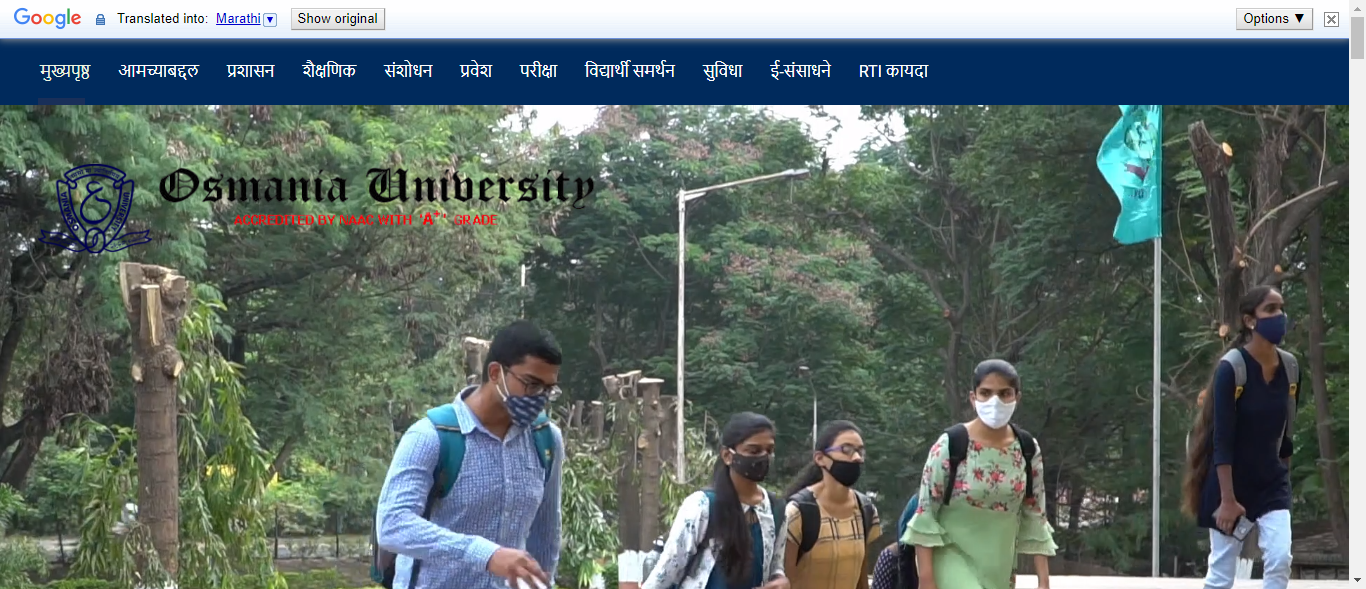 Google Translated into: Marathi ▼ Show original Options ▼
मुख्यपृष्ठ आमच्याबद्दल प्रशासन शैक्षणिक संशोधन प्रवेश परीक्षा विद्यार्थी समर्थन सुविधा ई-संसाधने RTI कायदा
Osmania University
ACCREDITED BY NAAC WITH "A+" GRADE